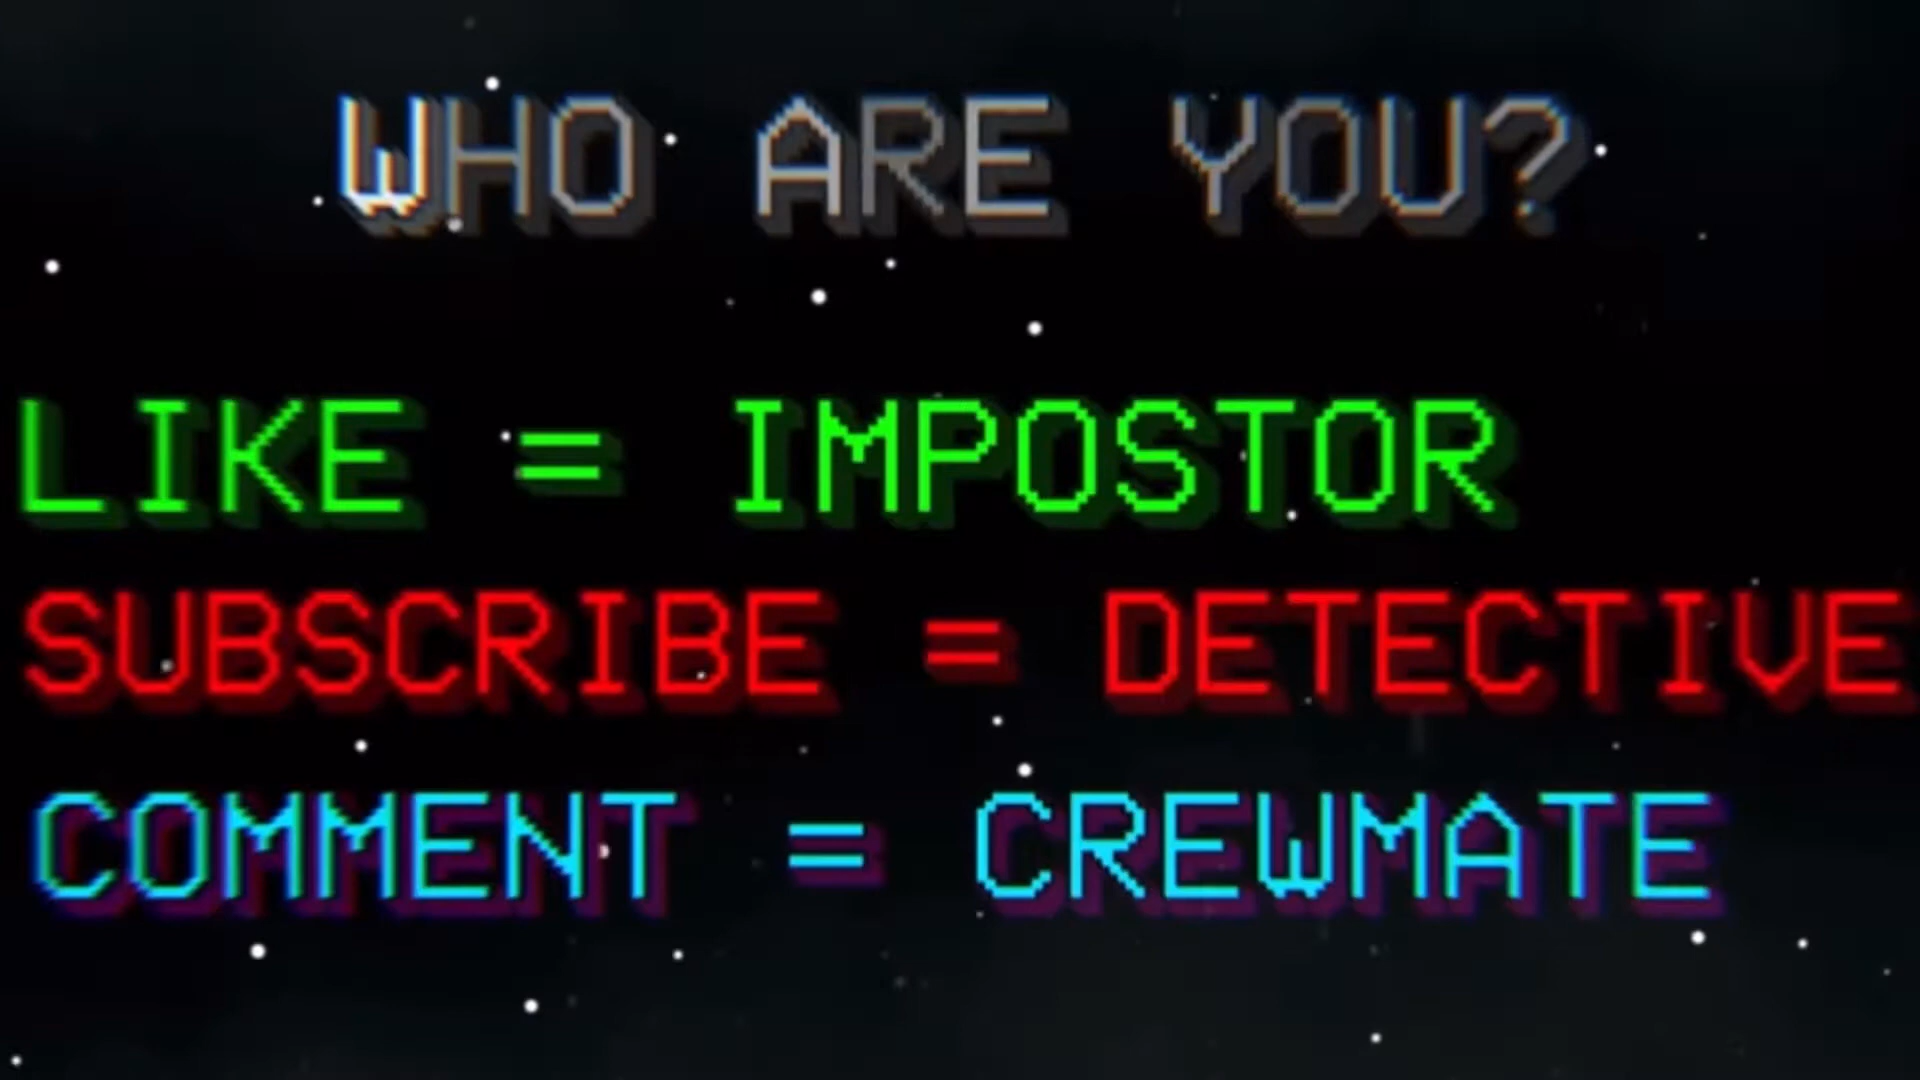 WHO ARE YOU?
LIKE = IMPOSTOR
SUBSCRIBE = DETECTIVE
COMMENT = CREWMATE